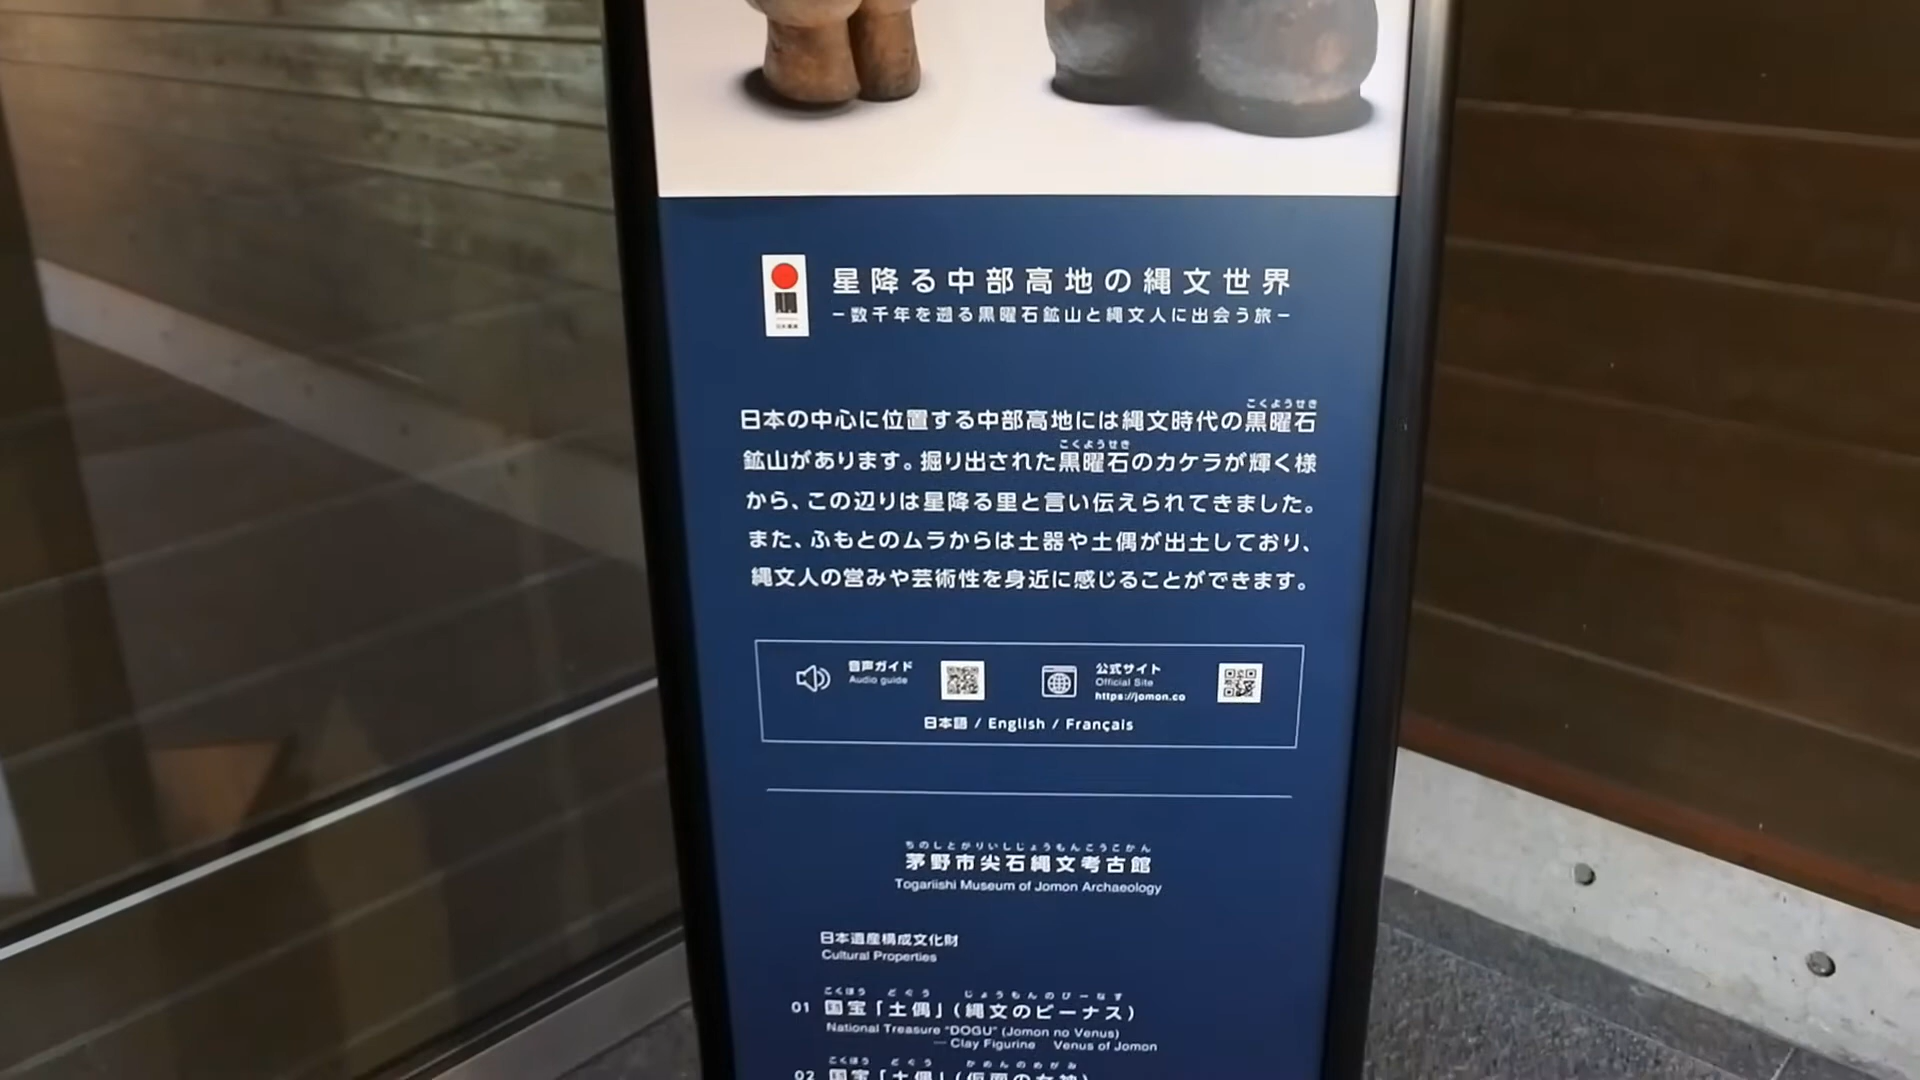 星降る中部高地の縄文世界
－数千年を遡る黒曜石鉱山と縄文人に出会う旅－
こくようせき
日本の中心に位置する中部高地には縄文時代の黒曜石
こくようせき
鉱山があります。掘り出された黒曜石のカケラが輝く様
から、この辺りは星降る里と言い伝えられてきました。
また、ふもとのムラからは土器や土偶が出土しており、
縄文人の営みや芸術性を身近に感じることができます。
音声ガイド
Audio guide
公式サイト
Official Site
https://jomon.co
日本語 / English / Français
ちのしとがりいしじょうもんこうこかん
茅野市尖石縄文考古館
Togariishi Museum of Jomon Archaeology
日本遺産構成文化財
Cultural Properties
こくほう どぐう じょうもんのびーなす
01 国宝「土偶」(縄文のビーナス)
National Treasure "DOGU" (Jomon no Venus)
— Clay Figurine Venus of Jomon
こくほう どぐう かめんのめがみ
02 国宝「土偶」(仮面の女神)